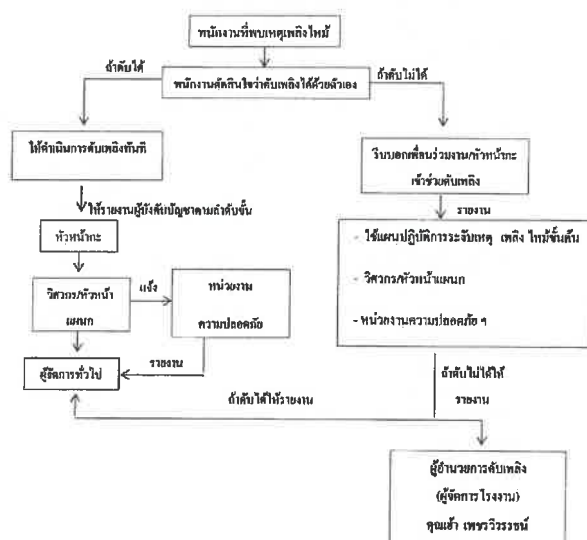 พนักงานที่พบเหตุเพลิงไหม้
ถ้าดับได้
ถ้าดับไม่ได้
พนักงานตัดสินใจว่าดับเพลิงได้ด้วยตัวเอง
ให้ดำเนินการดับเพลิงทันที
รีบบอกเพื่อนร่วมงาน/หัวหน้ากะ
เข้าช่วยดับเพลิง
ให้รายงานผู้บังคับบัญชาตามลำดับชั้น
รายงาน
หัวหน้ากะ
- ใช้แผนปฏิบัติการระงับเหตุ เพลิง ไหม้ขั้นต้น
- วิศวกร/หัวหน้าแผนก
- หน่วยงานความปลอดภัย ฯ
วิศวกร/หัวหน้า
แผนก
แจ้ง
หน่วยงาน
ความปลอดภัย
รายงาน
ผู้จัดการทั่วไป
ถ้าดับไม่ได้ให้
รายงาน
ถ้าดับได้ให้รายงาน
ผู้อำนวยการดับเพลิง
(ผู้จัดการโรงงาน)
คุณเฮ้า